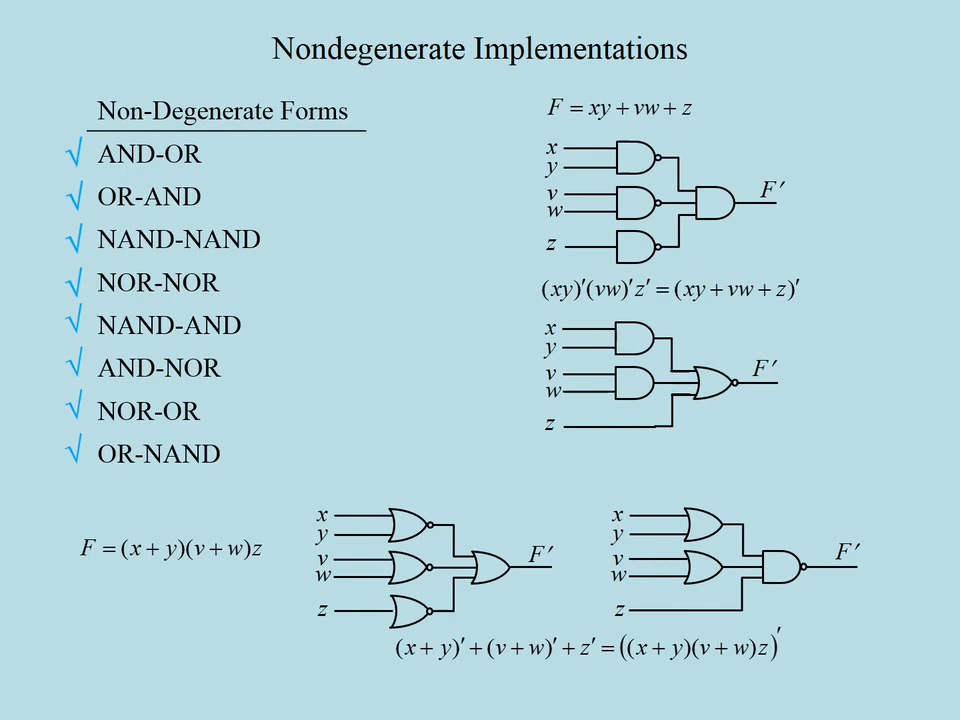 Nondegenerate Implementations
Non-Degenerate Forms
√ AND-OR
√ OR-AND
√ NAND-NAND
√ NOR-NOR
√ NAND-AND
√ AND-NOR
√ NOR-OR
√ OR-NAND
F = xy + vw + z
x
y
v
w
z
F′
(xy)′(vw)′z′ = (xy + vw + z)′
x
y
v
w
z
F′
F = (x + y)(v + w)z
x
y
v
w
z
F′
x
y
v
w
z
F′
(x + y)′ + (v + w)′ + z′ = ((x + y)(v + w)z)′